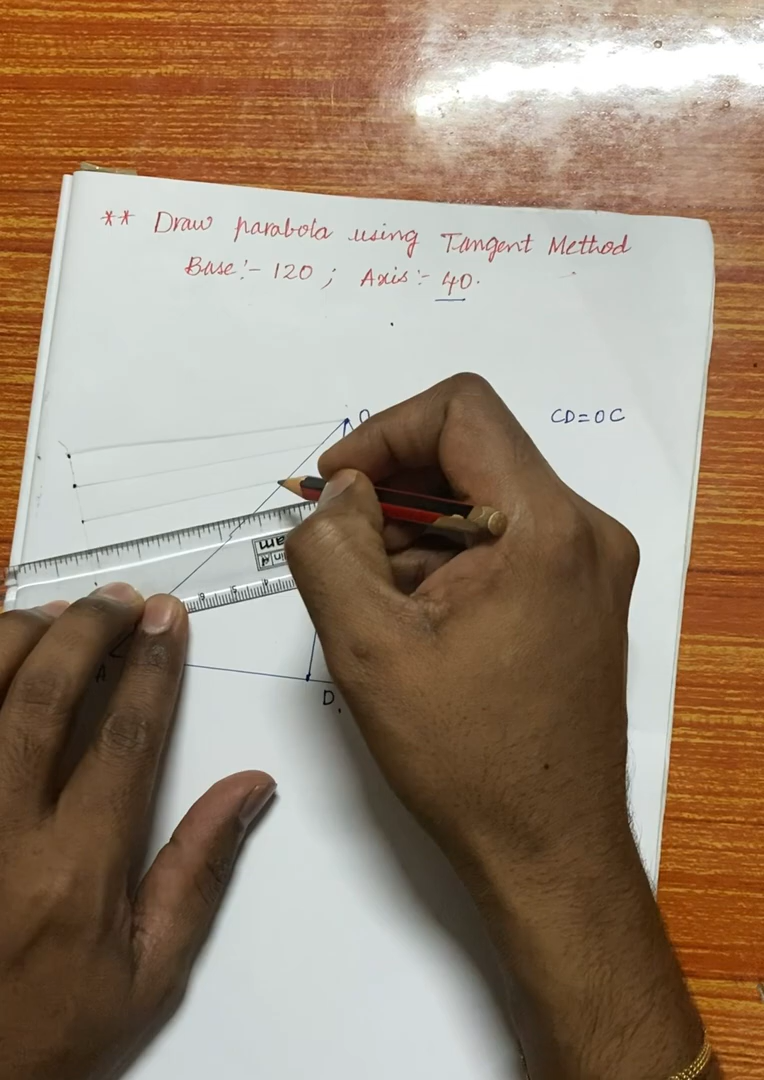 ** Draw parabola using Tangent Method
Base:- 120 ; Axis:- 40.
O
CD=OC
A
D